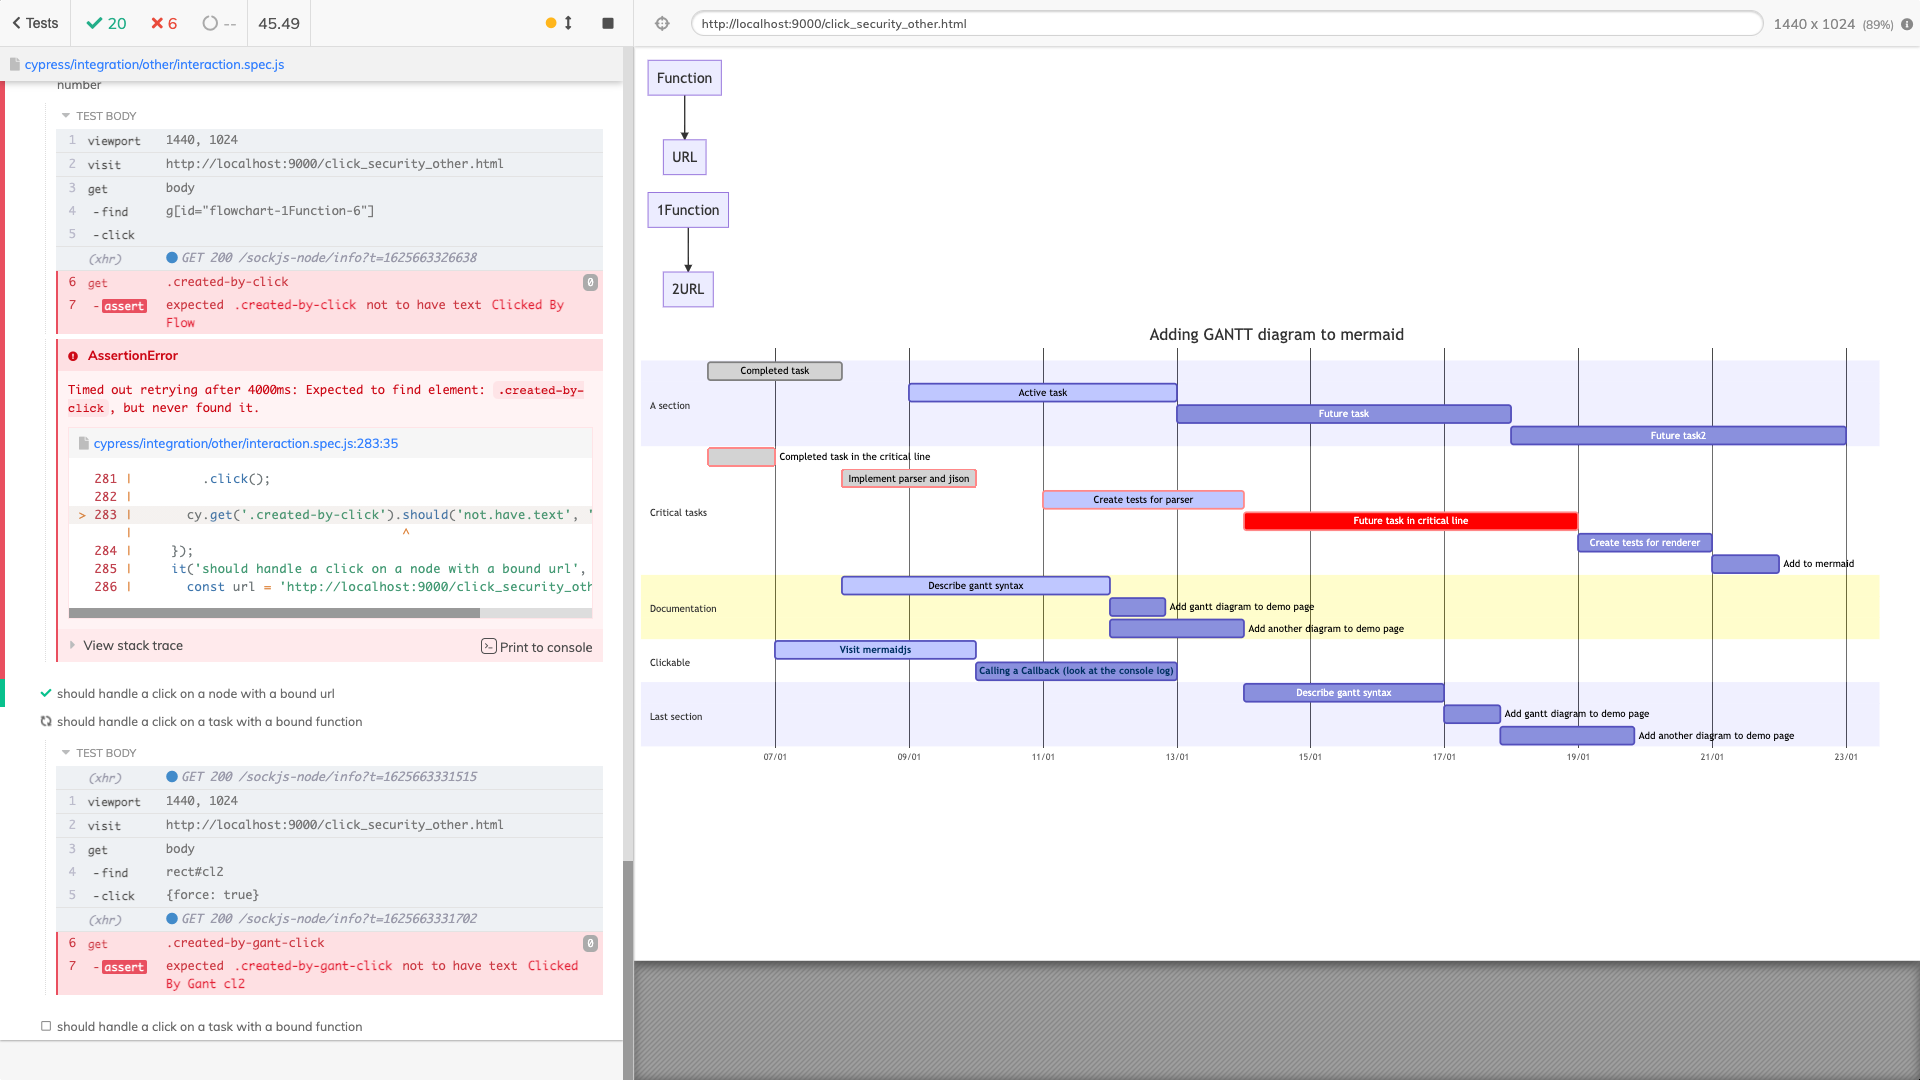 Tests
20
6
--
45.49
cypress/integration/other/interaction.spec.js
number
TEST BODY
1 viewport 1440, 1024
2 visit http://localhost:9000/click_security_other.html
3 get body
4 -find g[id="flowchart-1Function-6"]
5 -click
(xhr) GET 200 /sockjs-node/info?t=1625663326638
6 get .created-by-click 0
7 -assert expected .created-by-click not to have text Clicked By
Flow
AssertionError
Timed out retrying after 4000ms: Expected to find element: .created-by-
click, but never found it.
cypress/integration/other/interaction.spec.js:283:35
281 | .click();
282 |
> 283 | cy.get('.created-by-click').should('not.have.text', '
| ^
284 | });
285 | it('should handle a click on a node with a bound url',
286 | const url = 'http://localhost:9000/click_security_oth
View stack trace
Print to console
should handle a click on a node with a bound url
should handle a click on a task with a bound function
TEST BODY
(xhr) GET 200 /sockjs-node/info?t=1625663331515
1 viewport 1440, 1024
2 visit http://localhost:9000/click_security_other.html
3 get body
4 -find rect#cl2
5 -click {force: true}
(xhr) GET 200 /sockjs-node/info?t=1625663331702
6 get .created-by-gant-click 0
7 -assert expected .created-by-gant-click not to have text Clicked
By Gant cl2
should handle a click on a task with a bound function
http://localhost:9000/click_security_other.html
1440 x 1024 (89%)
Function
URL
1Function
2URL
Adding GANTT diagram to mermaid
A section
Completed task
Active task
Future task
Future task2
Critical tasks
Completed task in the critical line
Implement parser and jison
Create tests for parser
Future task in critical line
Create tests for renderer
Add to mermaid
Documentation
Describe gantt syntax
Add gantt diagram to demo page
Add another diagram to demo page
Clickable
Visit mermaidjs
Calling a Callback (look at the console log)
Last section
Describe gantt syntax
Add gantt diagram to demo page
Add another diagram to demo page
07/01 09/01 11/01 13/01 15/01 17/01 19/01 21/01 23/01